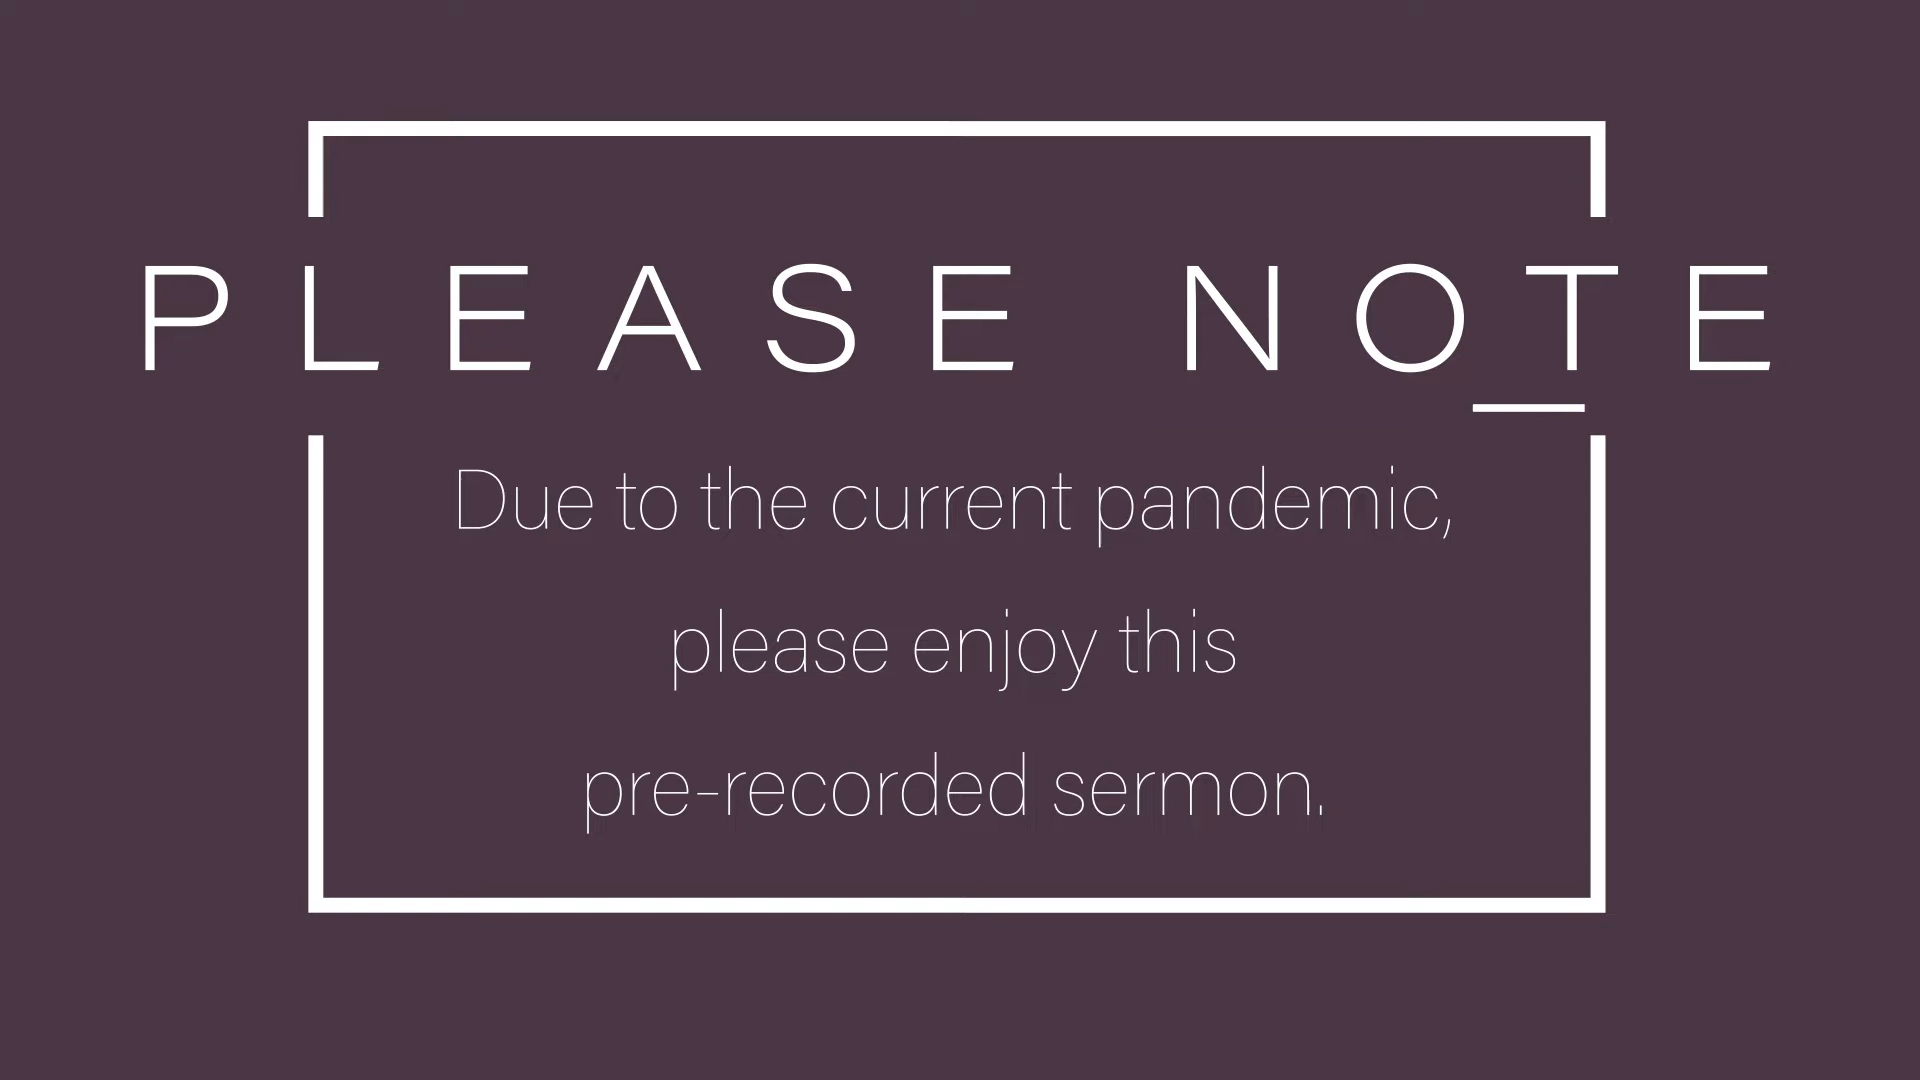 PLEASE NOTE
Due to the current pandemic,
please enjoy this
pre-recorded sermon.